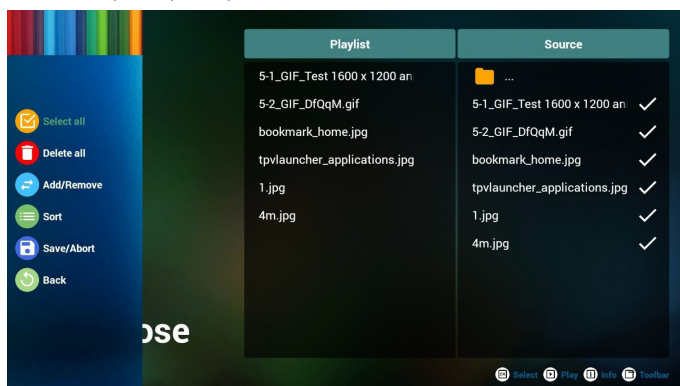 Select all
Delete all
Add/Remove
Sort
Save/Abort
Back
ose
Playlist
5-1_GIF_Test 1600 x 1200 an
5-2_GIF_DfQqM.gif
bookmark_home.jpg
tpvlauncher_applications.jpg
1.jpg
4m.jpg
Source
...
5-1_GIF_Test 1600 x 1200 an
5-2_GIF_DfQqM.gif
bookmark_home.jpg
tpvlauncher_applications.jpg
1.jpg
4m.jpg
Select Play Info Toolbar